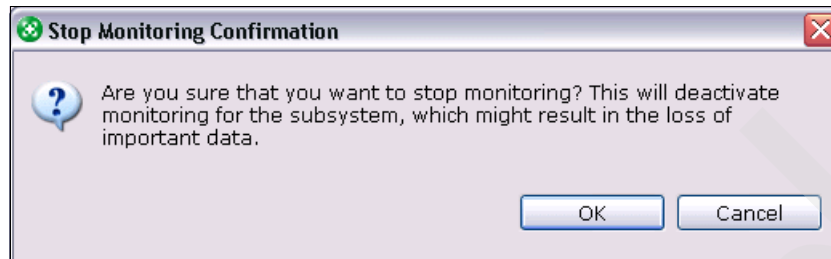 Stop Monitoring Confirmation
Are you sure that you want to stop monitoring? This will deactivate
monitoring for the subsystem, which might result in the loss of
important data.
OK Cancel